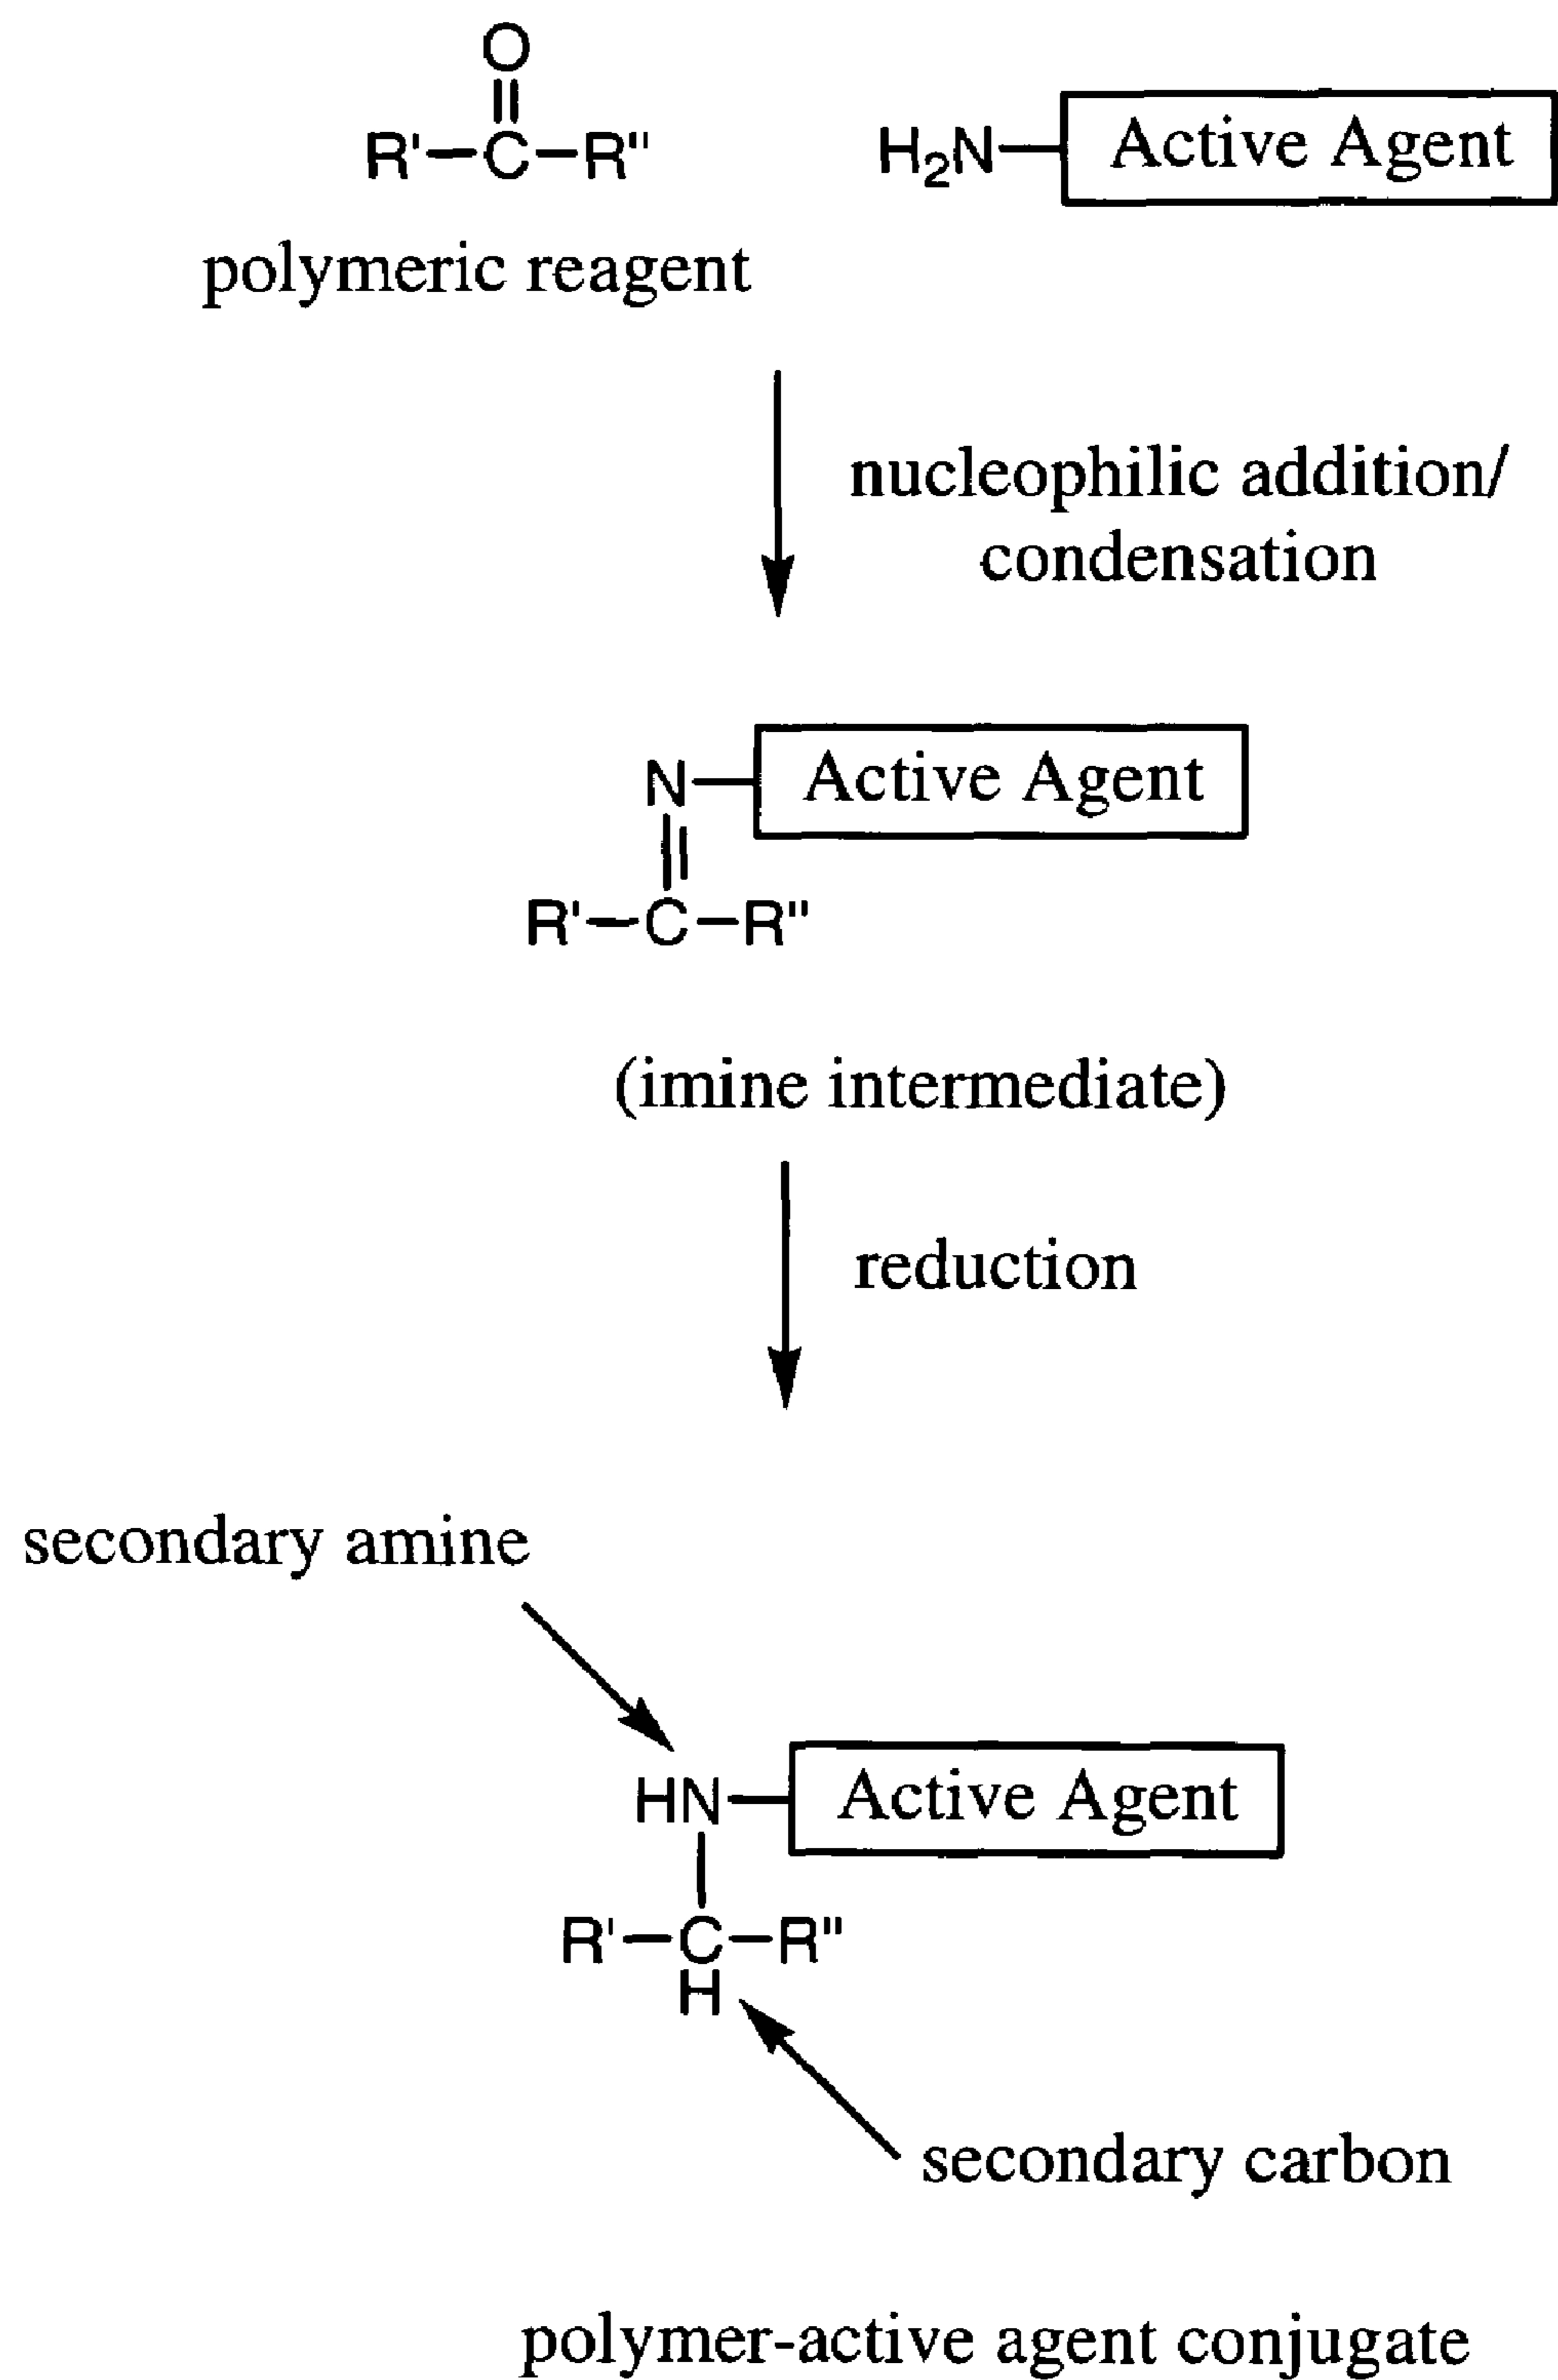 O
R'—C—R"
H₂N— Active Agent
polymeric reagent
nucleophilic addition/
condensation
N— Active Agent
R'—C—R"
(imine intermediate)
reduction
secondary amine
HN— Active Agent
R'—C—R"
H
secondary carbon
polymer-active agent conjugate